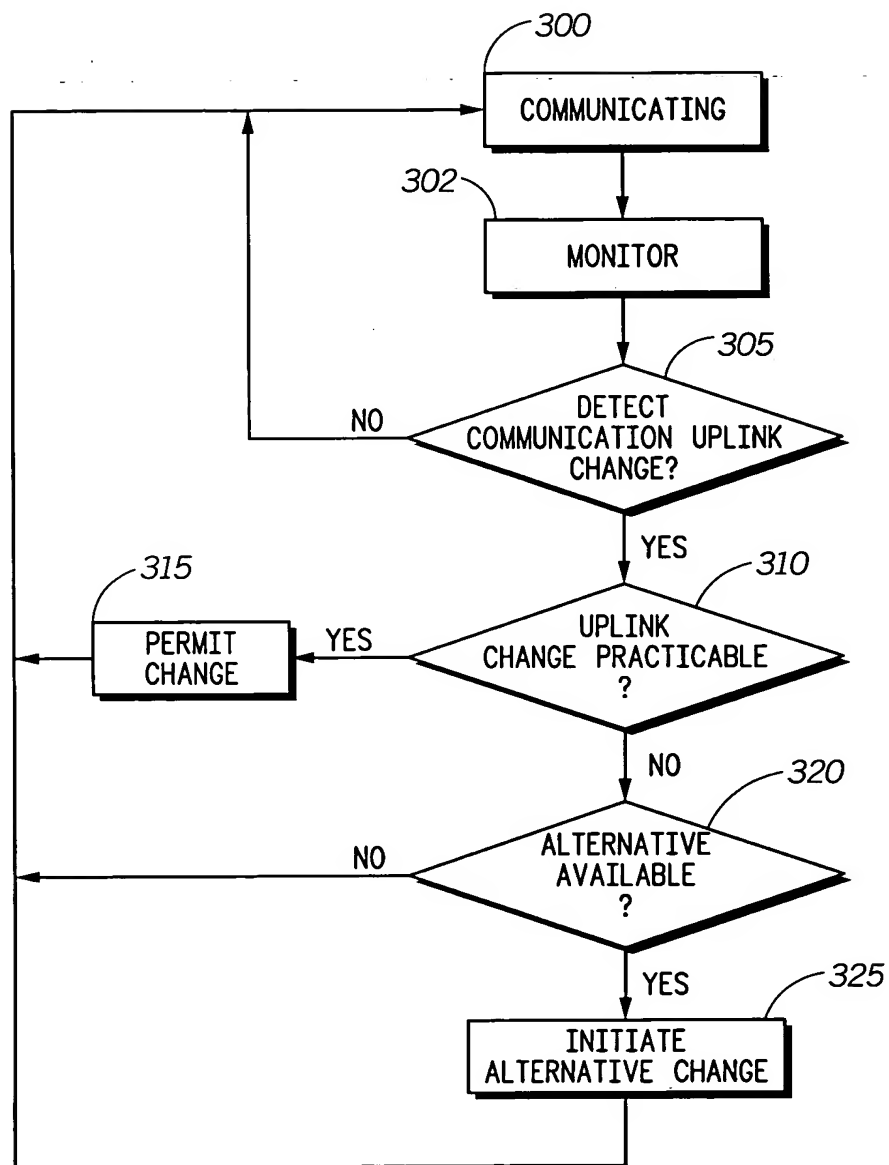 300
COMMUNICATING
302
MONITOR
305
DETECT
COMMUNICATION UPLINK
CHANGE?
NO
YES
310
UPLINK
CHANGE PRACTICABLE
?
YES
315
PERMIT
CHANGE
NO
320
ALTERNATIVE
AVAILABLE
?
NO
YES
325
INITIATE
ALTERNATIVE CHANGE